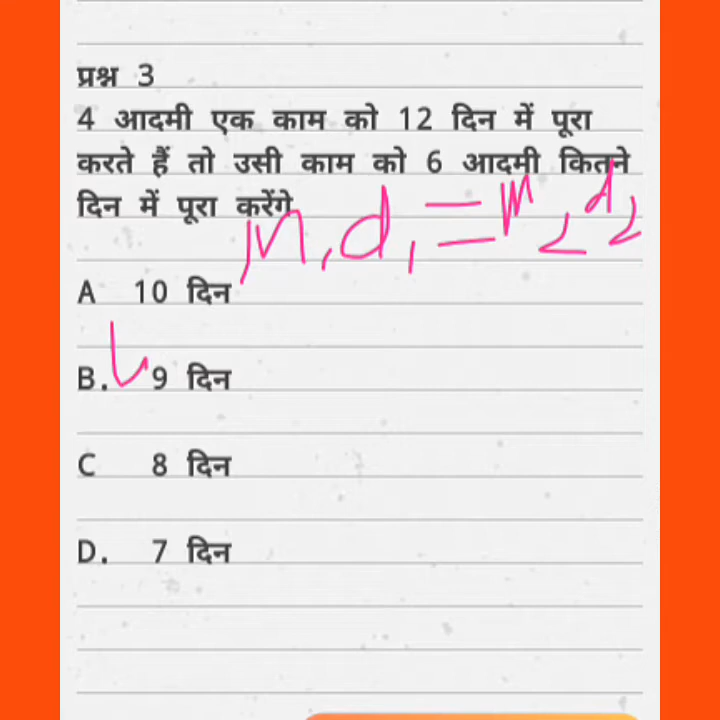 प्रश्न 3
4 आदमी एक काम को 12 दिन में पूरा
करते हैं तो उसी काम को 6 आदमी कितने
दिन में पूरा करेंगे
m₁d₁ = m₂d₂
A 10 दिन
B. 9 दिन
C 8 दिन
D. 7 दिन